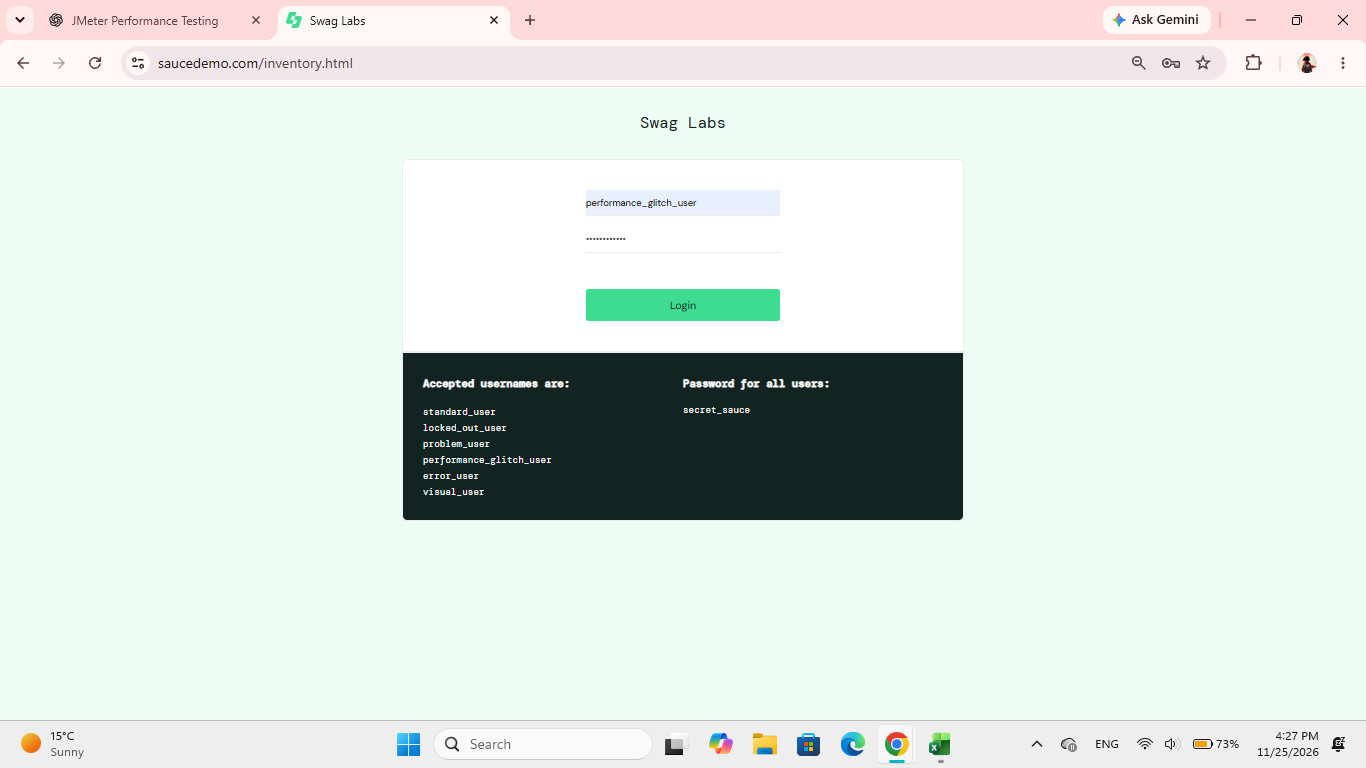 JMeter Performance Testing
Swag Labs
Ask Gemini
saucedemo.com/inventory.html
Swag Labs
performance_glitch_user
••••••••••••
Login
Accepted usernames are:
standard_user
locked_out_user
problem_user
performance_glitch_user
error_user
visual_user
Password for all users:
secret_sauce
15°C
Sunny
Search
ENG
73%
4:27 PM
11/25/2026